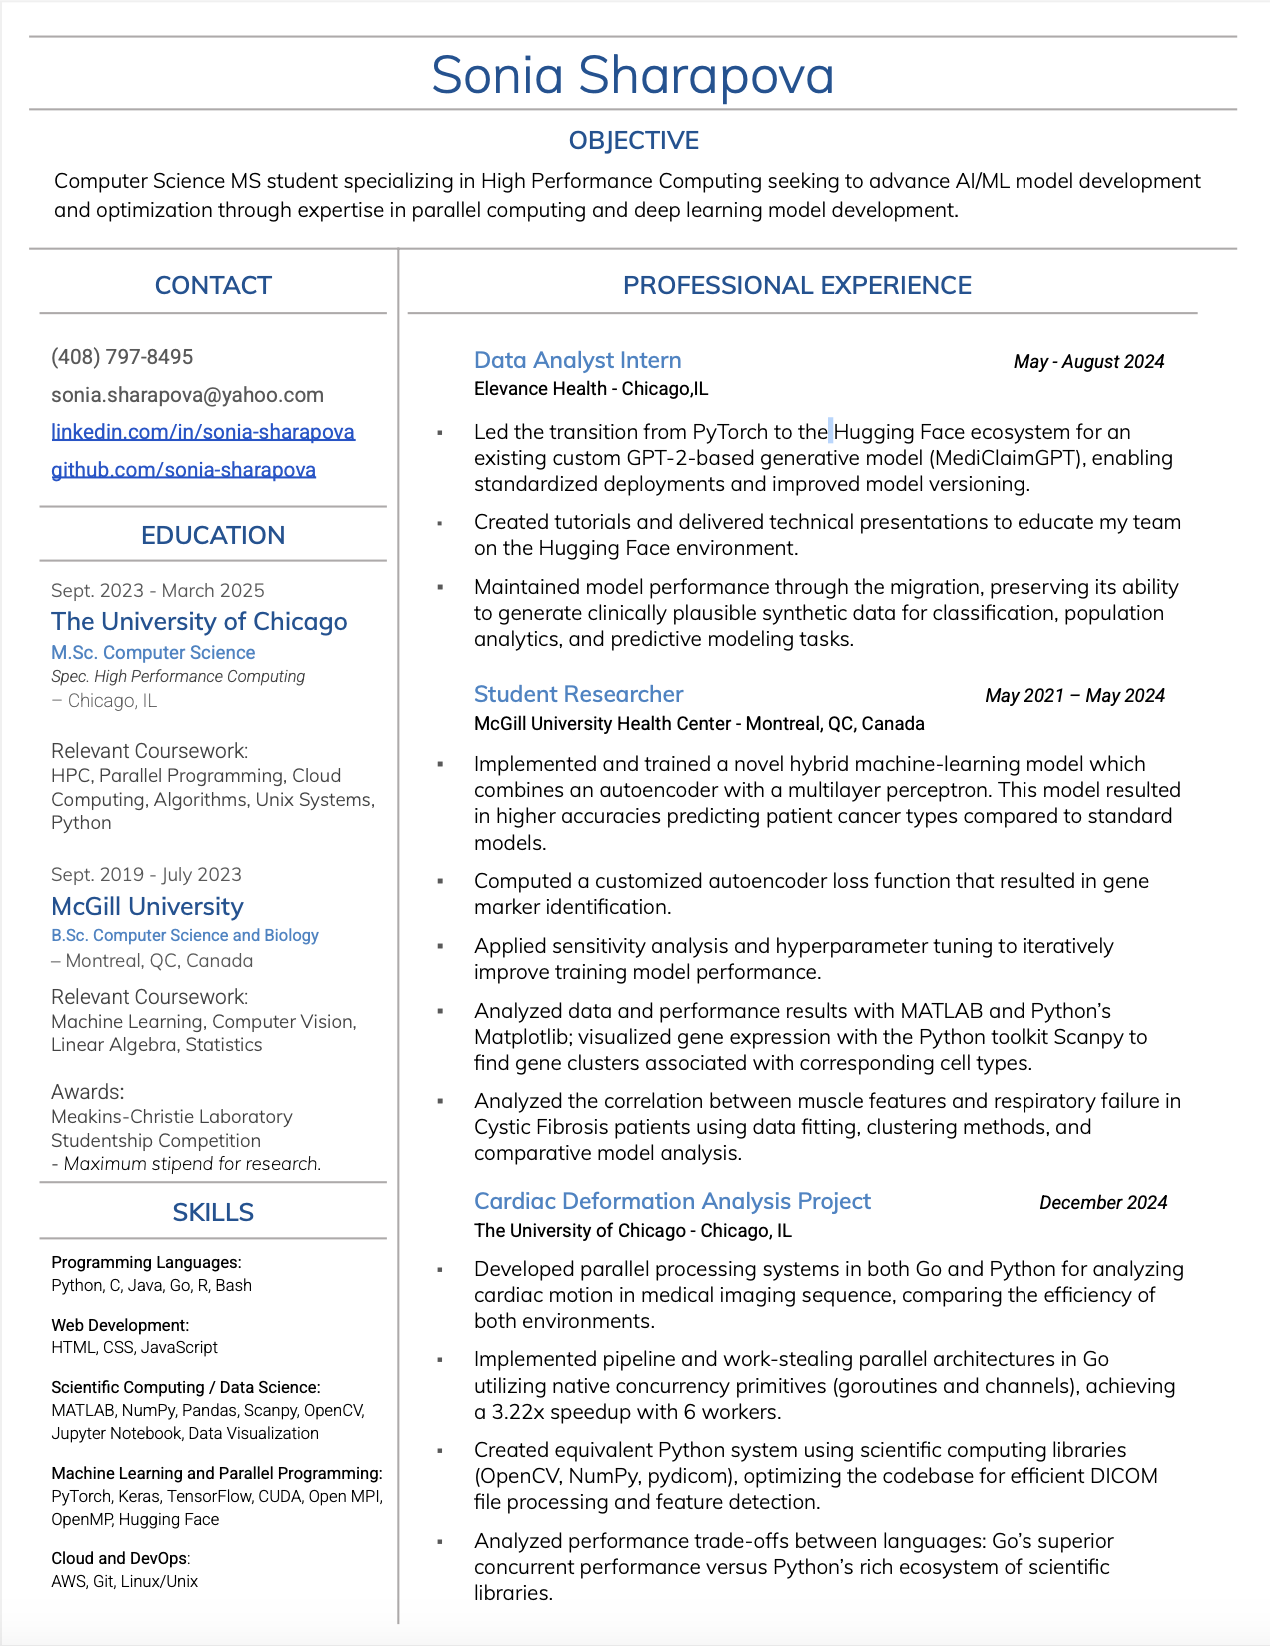 Sonia Sharapova
OBJECTIVE
Computer Science MS student specializing in High Performance Computing seeking to advance AI/ML model development
and optimization through expertise in parallel computing and deep learning model development.
CONTACT
(408) 797-8495
sonia.sharapova@yahoo.com
linkedin.com/in/sonia-sharapova
github.com/sonia-sharapova
EDUCATION
Sept. 2023 - March 2025
The University of Chicago
M.Sc. Computer Science
Spec. High Performance Computing
– Chicago, IL
Relevant Coursework:
HPC, Parallel Programming, Cloud
Computing, Algorithms, Unix Systems,
Python
Sept. 2019 - July 2023
McGill University
B.Sc. Computer Science and Biology
– Montreal, QC, Canada
Relevant Coursework:
Machine Learning, Computer Vision,
Linear Algebra, Statistics
Awards:
Meakins-Christie Laboratory
Studentship Competition
- Maximum stipend for research.
SKILLS
Programming Languages:
Python, C, Java, Go, R, Bash
Web Development:
HTML, CSS, JavaScript
Scientific Computing / Data Science:
MATLAB, NumPy, Pandas, Scanpy, OpenCV,
Jupyter Notebook, Data Visualization
Machine Learning and Parallel Programming:
PyTorch, Keras, TensorFlow, CUDA, Open MPI,
OpenMP, Hugging Face
Cloud and DevOps:
AWS, Git, Linux/Unix
PROFESSIONAL EXPERIENCE
Data Analyst Intern May - August 2024
Elevance Health - Chicago,IL
▪ Led the transition from PyTorch to the Hugging Face ecosystem for an
existing custom GPT-2-based generative model (MediClaimGPT), enabling
standardized deployments and improved model versioning.
▪ Created tutorials and delivered technical presentations to educate my team
on the Hugging Face environment.
▪ Maintained model performance through the migration, preserving its ability
to generate clinically plausible synthetic data for classification, population
analytics, and predictive modeling tasks.
Student Researcher May 2021 – May 2024
McGill University Health Center - Montreal, QC, Canada
▪ Implemented and trained a novel hybrid machine-learning model which
combines an autoencoder with a multilayer perceptron. This model resulted
in higher accuracies predicting patient cancer types compared to standard
models.
▪ Computed a customized autoencoder loss function that resulted in gene
marker identification.
▪ Applied sensitivity analysis and hyperparameter tuning to iteratively
improve training model performance.
▪ Analyzed data and performance results with MATLAB and Python’s
Matplotlib; visualized gene expression with the Python toolkit Scanpy to
find gene clusters associated with corresponding cell types.
▪ Analyzed the correlation between muscle features and respiratory failure in
Cystic Fibrosis patients using data fitting, clustering methods, and
comparative model analysis.
Cardiac Deformation Analysis Project December 2024
The University of Chicago - Chicago, IL
▪ Developed parallel processing systems in both Go and Python for analyzing
cardiac motion in medical imaging sequence, comparing the efficiency of
both environments.
▪ Implemented pipeline and work-stealing parallel architectures in Go
utilizing native concurrency primitives (goroutines and channels), achieving
a 3.22x speedup with 6 workers.
▪ Created equivalent Python system using scientific computing libraries
(OpenCV, NumPy, pydicom), optimizing the codebase for efficient DICOM
file processing and feature detection.
▪ Analyzed performance trade-offs between languages: Go’s superior
concurrent performance versus Python’s rich ecosystem of scientific
libraries.